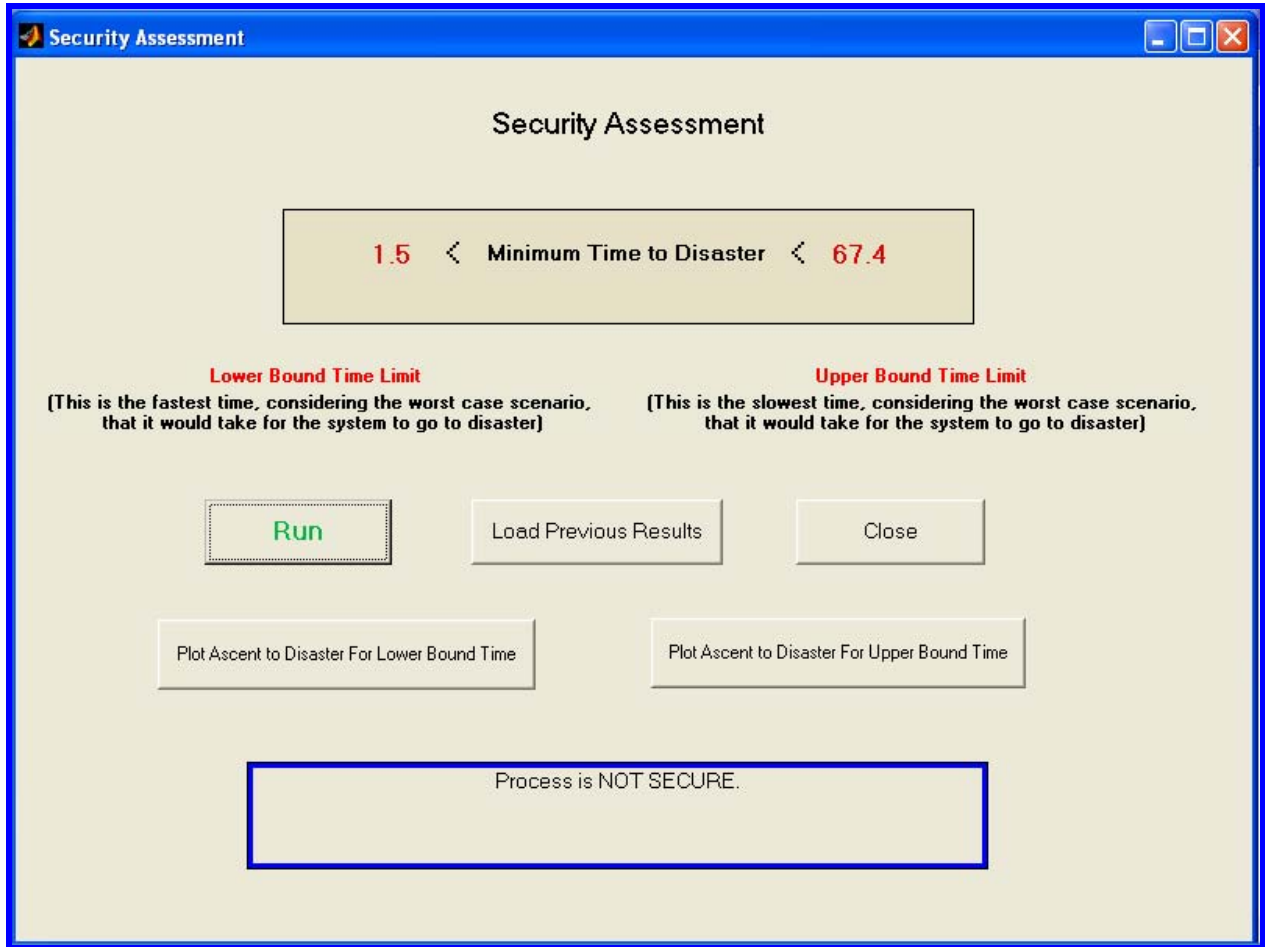 Security Assessment
Security Assessment
1.5 < Minimum Time to Disaster < 67.4
Lower Bound Time Limit
(This is the fastest time, considering the worst case scenario,
that it would take for the system to go to disaster)
Upper Bound Time Limit
(This is the slowest time, considering the worst case scenario,
that it would take for the system to go to disaster)
Run
Load Previous Results
Close
Plot Ascent to Disaster For Lower Bound Time
Plot Ascent to Disaster For Upper Bound Time
Process is NOT SECURE.